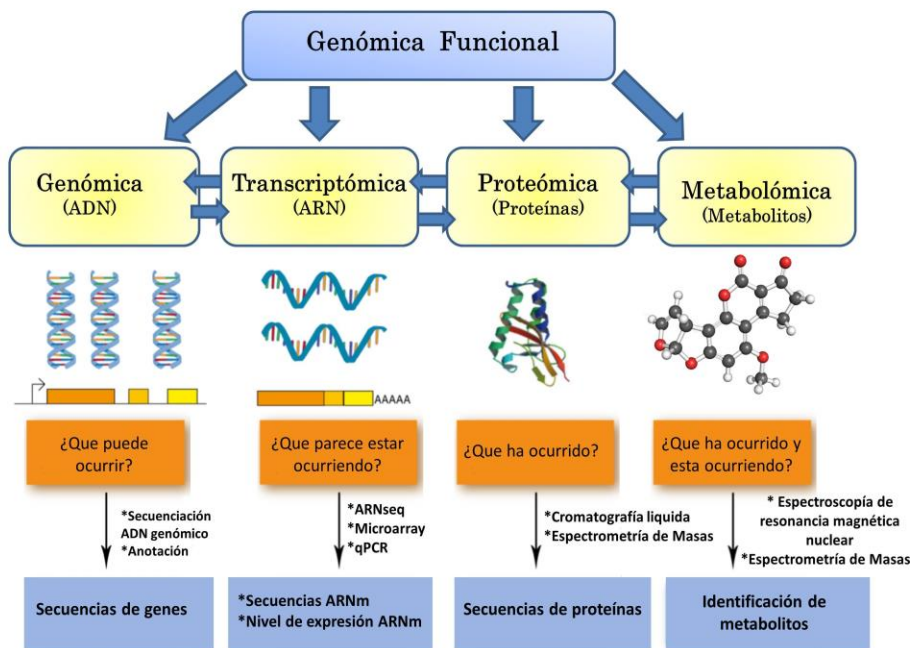 Genómica Funcional
Genómica
(ADN)
Transcriptómica
(ARN)
Proteómica
(Proteínas)
Metabolómica
(Metabolitos)
AAAAA
¿Que puede
ocurrir?
¿Que parece estar
ocurriendo?
¿Que ha ocurrido?
¿Que ha ocurrido y
esta ocurriendo?
*Secuenciación
ADN genómico
*Anotación
*ARNseq
*Microarray
*qPCR
*Cromatografía liquida
*Espectrometría de Masas
* Espectroscopía de
resonancia magnética
nuclear
*Espectrometría de Masas
Secuencias de genes
*Secuencias ARNm
*Nivel de expresión ARNm
Secuencias de proteínas
Identificación de
metabolitos